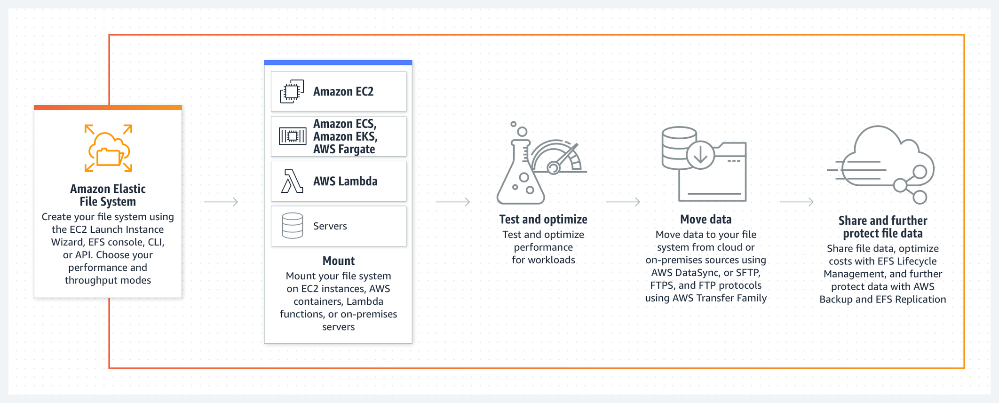 Amazon Elastic
File System
Create your file system using
the EC2 Launch Instance
Wizard, EFS console, CLI,
or API. Choose your
performance and
throughput modes
Amazon EC2
Amazon ECS,
Amazon EKS,
AWS Fargate
AWS Lambda
Servers
Mount
Mount your file system
on EC2 instances, AWS
containers, Lambda
functions, or on-premises
servers
Test and optimize
Test and optimize
performance
for workloads
Move data
Move data to your file
system from cloud or
on-premises sources using
AWS DataSync, or SFTP,
FTPS, and FTP protocols
using AWS Transfer Family
Share and further
protect file data
Share file data, optimize
costs with EFS Lifecycle
Management, and further
protect data with AWS
Backup and EFS Replication